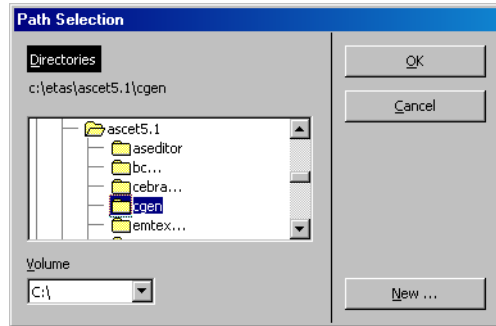 Path Selection
Directories
c:\etas\ascet5.1\cgen
ascet5.1
aseditor
bc...
cebra...
cgen
emtex...
Volume
C:\
OK
Cancel
New ...